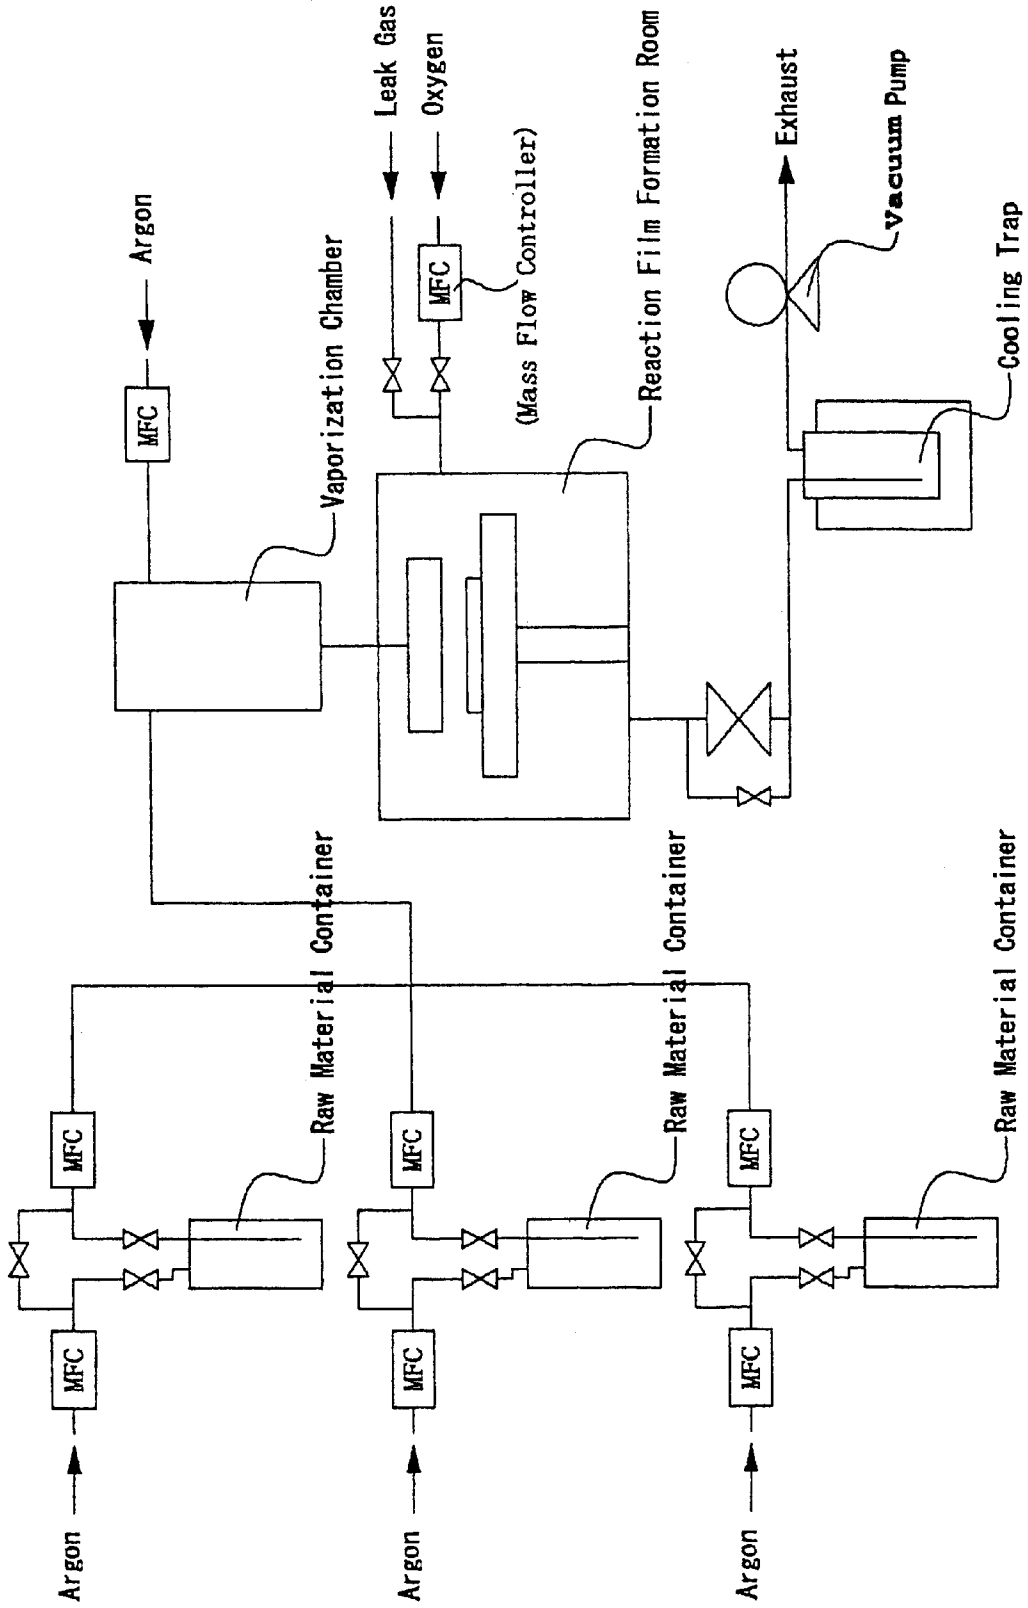 Argon
MFC
MFC
Raw Material Container
Argon
MFC
MFC
Raw Material Container
Argon
MFC
MFC
Raw Material Container
Argon
MFC
Vaporization Chamber
Leak Gas
Oxygen
MFC
(Mass Flow Controller)
Reaction Film Formation Room
Exhaust
Vacuum Pump
Cooling Trap